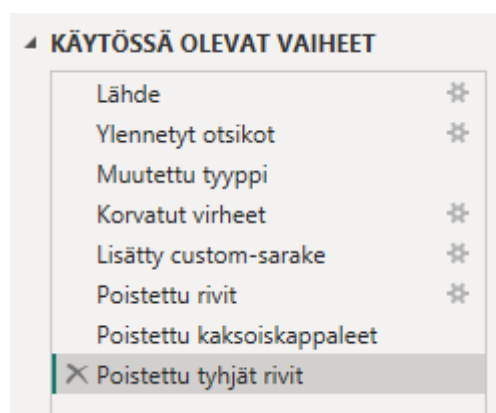 KÄYTÖSSÄ OLEVAT VAIHEET
Lähde
Ylennetyt otsikot
Muutettu tyyppi
Korvatut virheet
Lisätty custom-sarake
Poistettu rivit
Poistettu kaksoiskappaleet
Poistettu tyhjät rivit